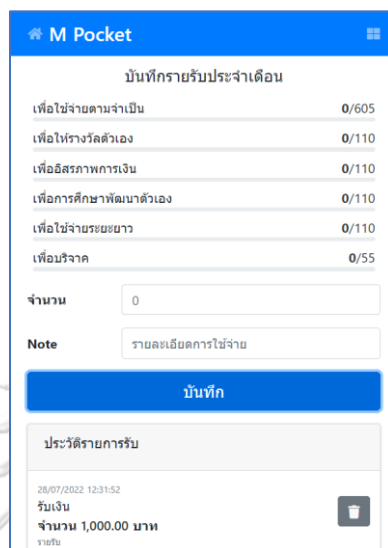 M Pocket
บันทึกรายรับประจำเดือน
เพื่อใช้จ่ายตามจำเป็น 0/605
เพื่อให้รางวัลตัวเอง 0/110
เพื่ออิสรภาพการเงิน 0/110
เพื่อการศึกษาพัฒนาตัวเอง 0/110
เพื่อใช้จ่ายระยะยาว 0/110
เพื่อบริจาค 0/55
จำนวน 0
Note รายละเอียดการใช้จ่าย
บันทึก
ประวัติรายการรับ
28/07/2022 12:31:52
รับเงิน
จำนวน 1,000.00 บาท
รายรับ